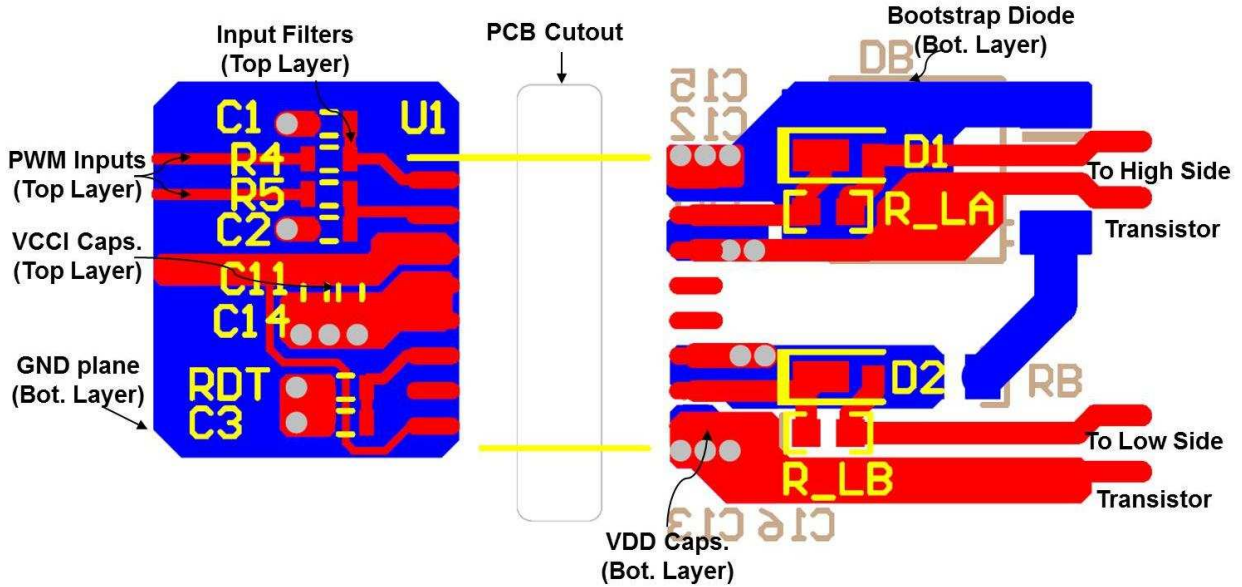 Input Filters
(Top Layer)
PCB Cutout
Bootstrap Diode
(Bot. Layer)
DB
C15
C12
C1
U1
PWM Inputs
(Top Layer)
R4
R5
D1
To High Side
Transistor
R_LA
C2
VCCI Caps.
(Top Layer)
C11
C14
GND plane
(Bot. Layer)
RDT
C3
D2
RB
To Low Side
Transistor
R_LB
C13
C16
VDD Caps.
(Bot. Layer)